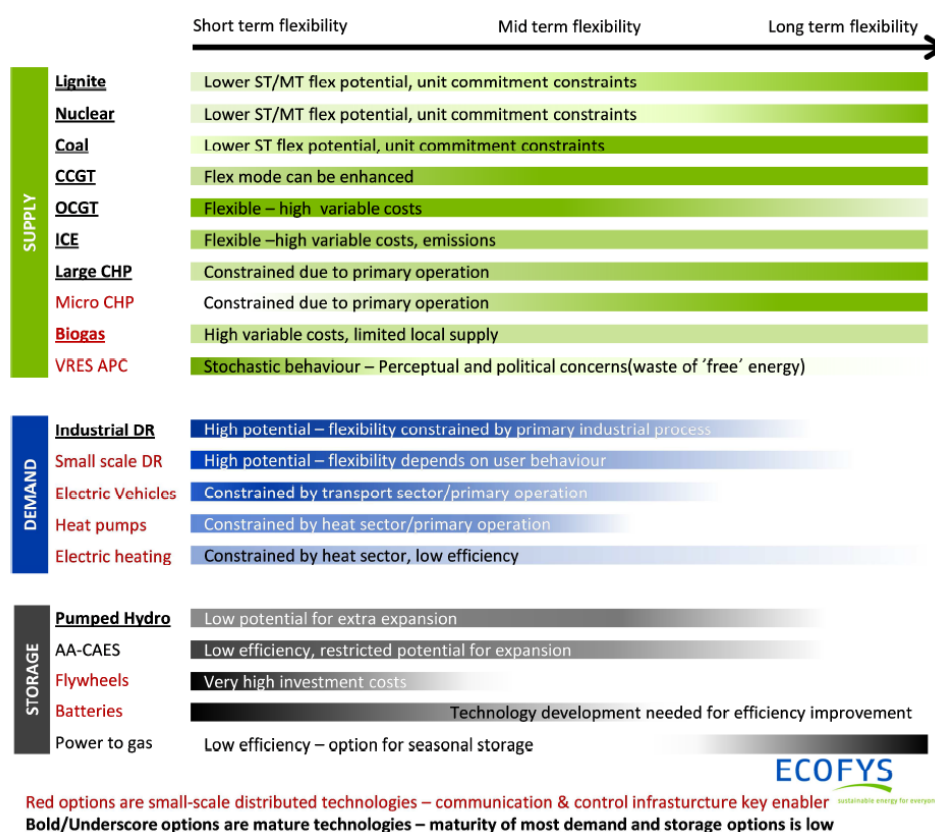 Short term flexibility Mid term flexibility Long term flexibility
SUPPLY
Lignite Lower ST/MT flex potential, unit commitment constraints
Nuclear Lower ST/MT flex potential, unit commitment constraints
Coal Lower ST flex potential, unit commitment constraints
CCGT Flex mode can be enhanced
OCGT Flexible – high variable costs
ICE Flexible –high variable costs, emissions
Large CHP Constrained due to primary operation
Micro CHP Constrained due to primary operation
Biogas High variable costs, limited local supply
VRES APC Stochastic behaviour – Perceptual and political concerns(waste of ´free´ energy)
DEMAND
Industrial DR High potential – flexibility constrained by primary industrial process
Small scale DR High potential – flexibility depends on user behaviour
Electric Vehicles Constrained by transport sector/primary operation
Heat pumps Constrained by heat sector/primary operation
Electric heating Constrained by heat sector, low efficiency
STORAGE
Pumped Hydro Low potential for extra expansion
AA-CAES Low efficiency, restricted potential for expansion
Flywheels Very high investment costs
Batteries Technology development needed for efficiency improvement
Power to gas Low efficiency – option for seasonal storage
ECOFYS
sustainable energy for everyon
Red options are small-scale distributed technologies – communication & control infrasturcture key enabler
Bold/Underscore options are mature technologies – maturity of most demand and storage options is low